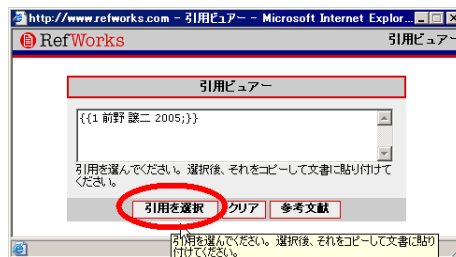 http://www.refworks.com - 引用ビュアー - Microsoft Internet Explor...
RefWorks
引用ビュアー
引用ビュアー
{{1 前野 譲二 2005;}}
引用を選んでください。選択後、それをコピーして文書に貼り付けて
ください。
引用を選択 クリア 参考文献
引用を選んでください。選択後、それをコピーして文書に貼り
付けてください。